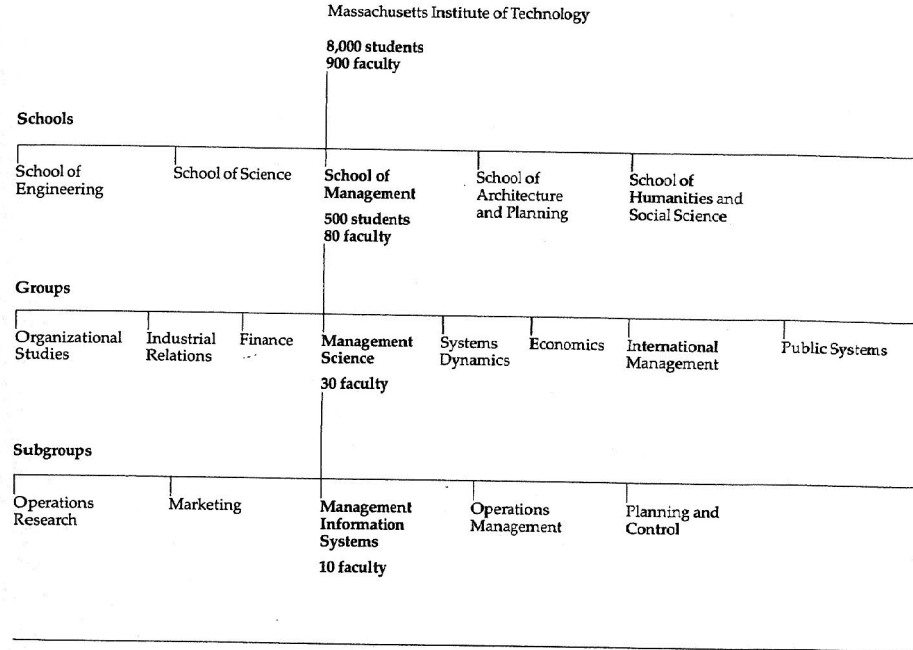 Massachusetts Institute of Technology
8,000 students
900 faculty
Schools
School of
Engineering
School of Science
School of
Management
500 students
80 faculty
School of
Architecture
and Planning
School of
Humanities and
Social Science
Groups
Organizational
Studies
Industrial
Relations
Finance
Management
Science
30 faculty
Systems
Dynamics
Economics
International
Management
Public Systems
Subgroups
Operations
Research
Marketing
Management
Information
Systems
10 faculty
Operations
Management
Planning and
Control